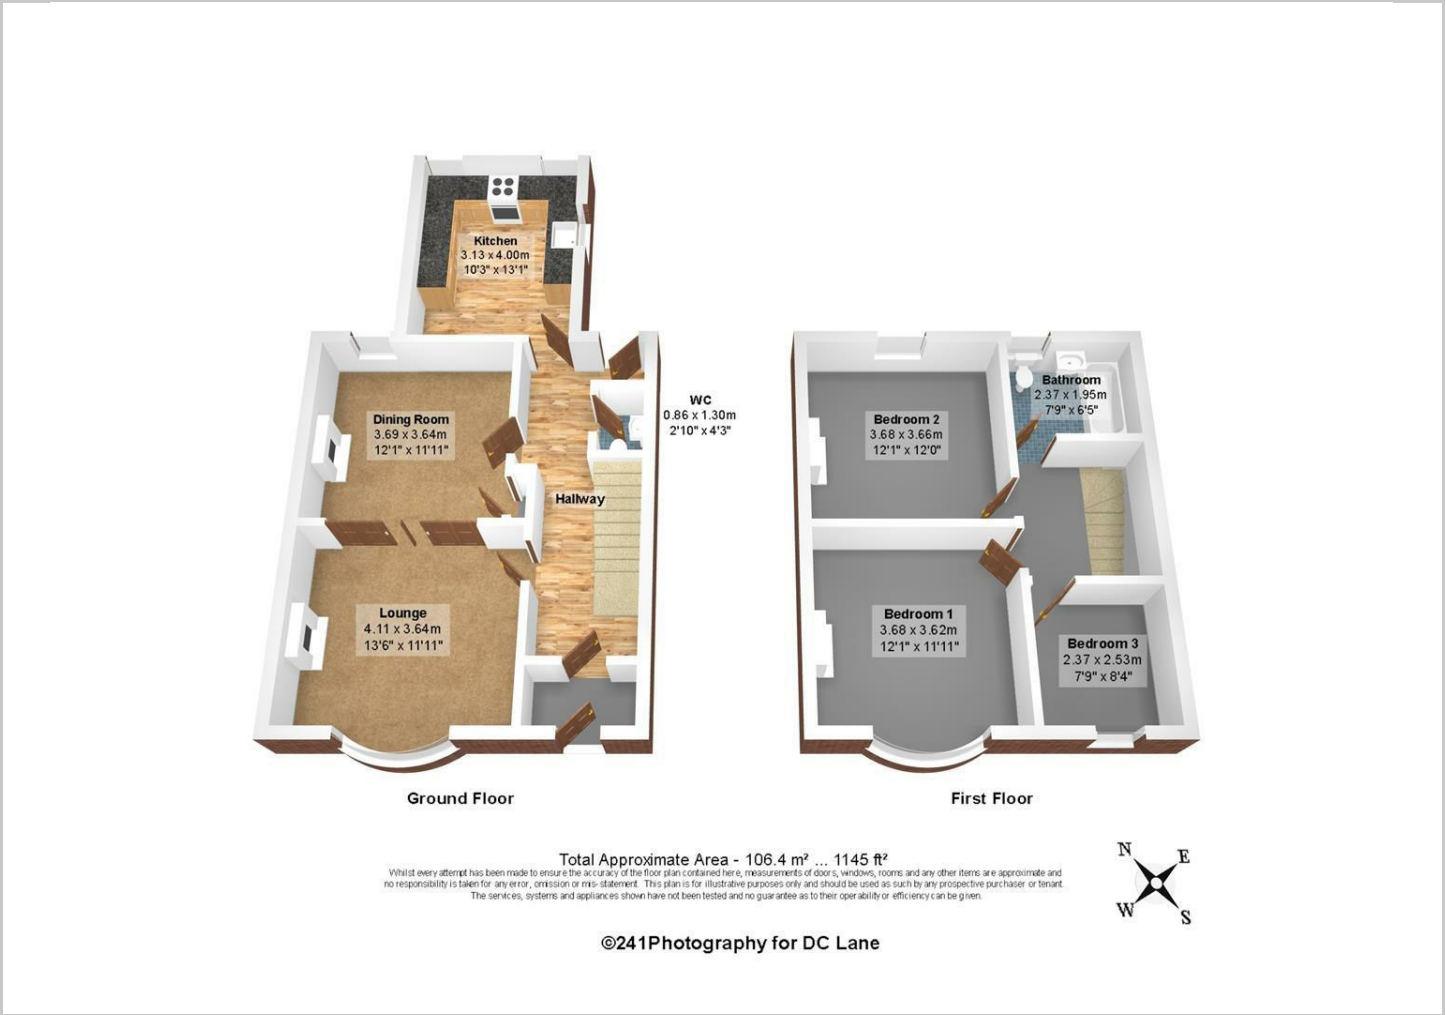 Kitchen
3.13 x 4.00m
10'3" x 13'1"
Dining Room
3.69 x 3.64m
12'1" x 11'11"
WC
0.86 x 1.30m
2'10" x 4'3"
Hallway
Lounge
4.11 x 3.64m
13'6" x 11'11"
Ground Floor
Bathroom
2.37 x 1.95m
7'9" x 6'5"
Bedroom 2
3.68 x 3.66m
12'1" x 12'0"
Bedroom 1
3.68 x 3.62m
12'1" x 11'11"
Bedroom 3
2.37 x 2.53m
7'9" x 8'4"
First Floor
Total Approximate Area - 106.4 m² ... 1145 ft²
Whilst every attempt has been made to ensure the accuracy of the floor plan contained here, measurements of doors, windows, rooms and any other items are approximate and
no responsibility is taken for any error, omission or mis-statement. This plan is for illustrative purposes only and should be used as such by any prospective purchaser or tenant.
The services, systems and appliances shown have not been tested and no guarantee as to their operability or efficiency can be given.
N
E
W
S
©241Photography for DC Lane